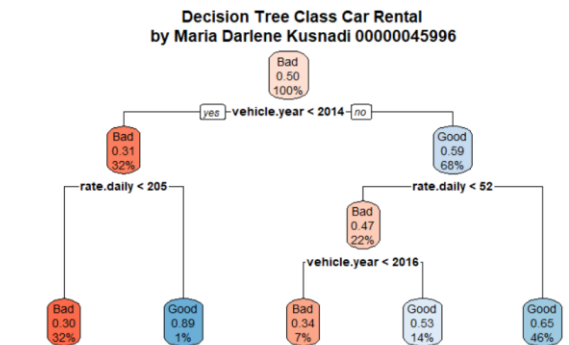 Decision Tree Class Car Rental
by Maria Darlene Kusnadi 00000045996
Bad
0.50
100%
yes vehicle.year < 2014 no
Bad
0.31
32%
Good
0.59
68%
rate.daily < 205
rate.daily < 52
Bad
0.47
22%
vehicle.year < 2016
Bad
0.30
32%
Good
0.89
1%
Bad
0.34
7%
Good
0.53
14%
Good
0.65
46%